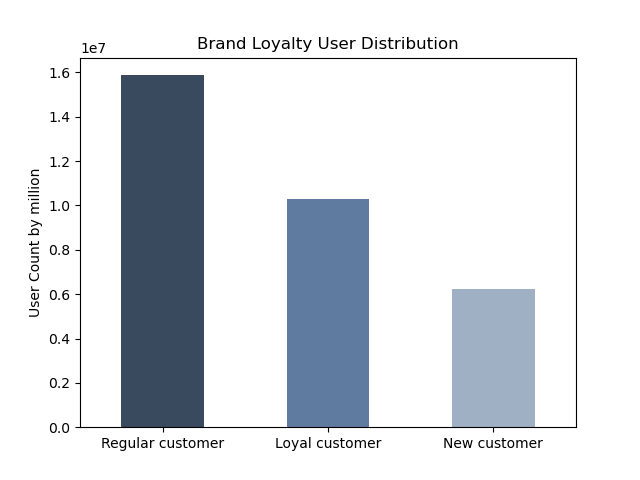 Brand Loyalty User Distribution
1e7
User Count by million
1.6
1.4
1.2
1.0
0.8
0.6
0.4
0.2
0.0
Regular customer
Loyal customer
New customer